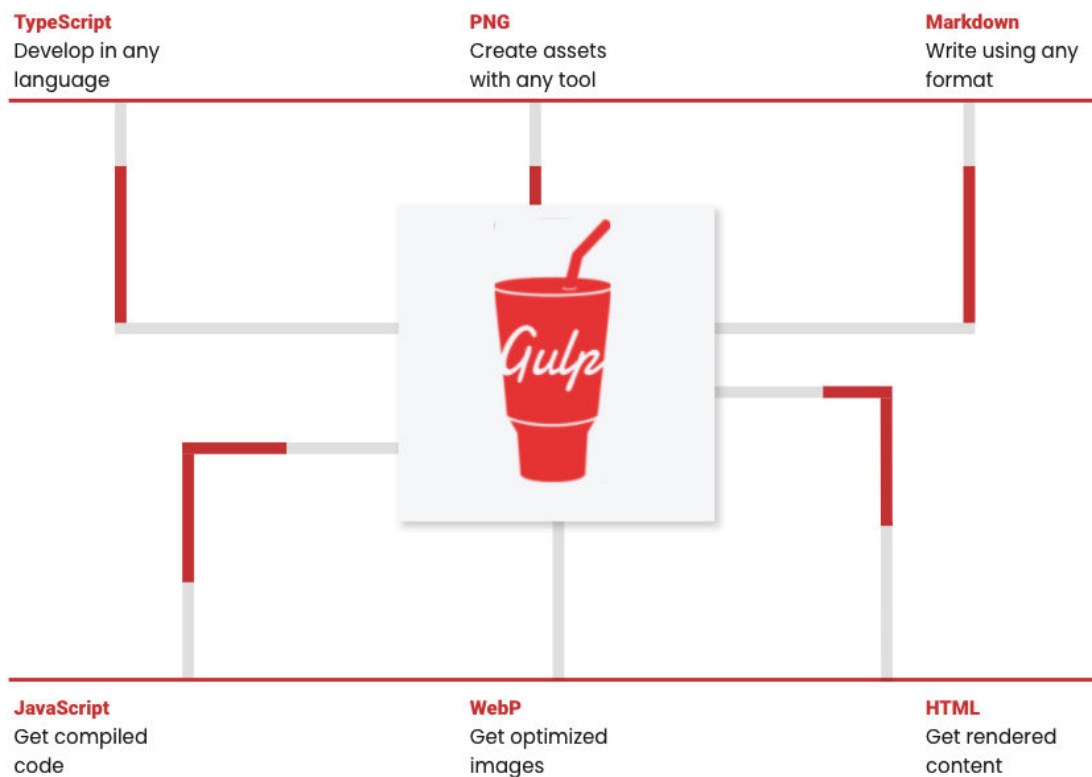 TypeScript
Develop in any
language
PNG
Create assets
with any tool
Markdown
Write using any
format
Gulp
JavaScript
Get compiled
code
WebP
Get optimized
images
HTML
Get rendered
content